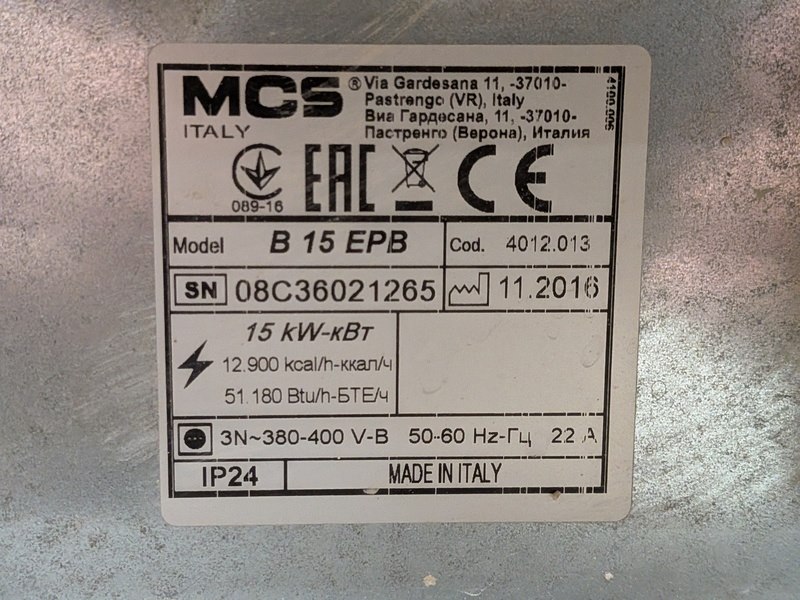 MCS® Via Gardesana 11, -37010-
Pastrengo (VR), Italy
Виа Гардесана, 11, -37010-
Пастренго (Верона), Италия
ITALY
4100.006
089-16
EAC CE
Model B 15 EPB Cod. 4012.013
SN 08C36021265 11.2016
15 kW-кВт
12.900 kcal/h-ккал/ч
51.180 Btu/h-БТЕ/ч
3N~380-400 V-В 50-60 Hz-Гц 22 A
IP24 MADE IN ITALY